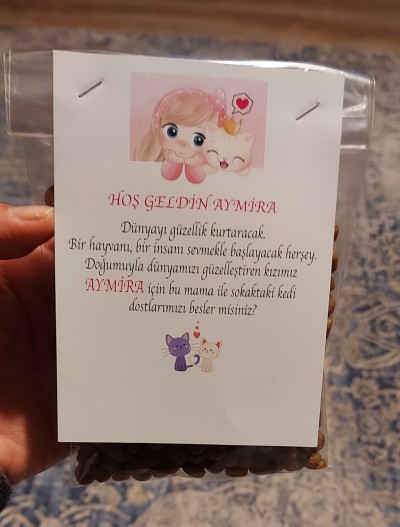 HOŞ GELDİN AYMİRA
Dünyayı güzellik kurtaracak.
Bir hayvanı, bir insanı sevmekle başlayacak herşey.
Doğumuyla dünyamızı güzelleştiren kızımız
AYMİRA için bu mama ile sokaktaki kedi
dostlarımızı besler misiniz?